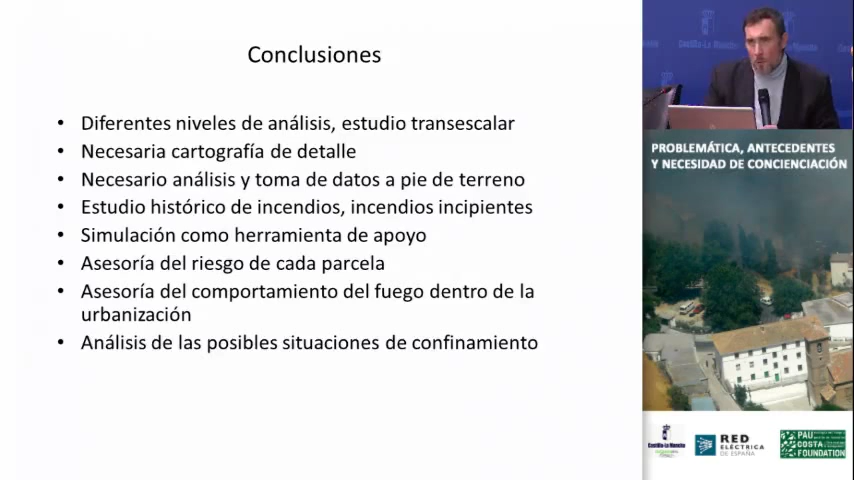 Conclusiones
• Diferentes niveles de análisis, estudio transescalar
• Necesaria cartografía de detalle
• Necesario análisis y toma de datos a pie de terreno
• Estudio histórico de incendios, incendios incipientes
• Simulación como herramienta de apoyo
• Asesoría del riesgo de cada parcela
• Asesoría del comportamiento del fuego dentro de la
urbanización
• Análisis de las posibles situaciones de confinamiento
Castilla-La Mancha
PROBLEMÁTICA, ANTECEDENTES
Y NECESIDAD DE CONCIENCIACIÓN
Castilla-La Mancha
RED
ELÉCTRICA
DE ESPAÑA
PAU
COSTA
FOUNDATION